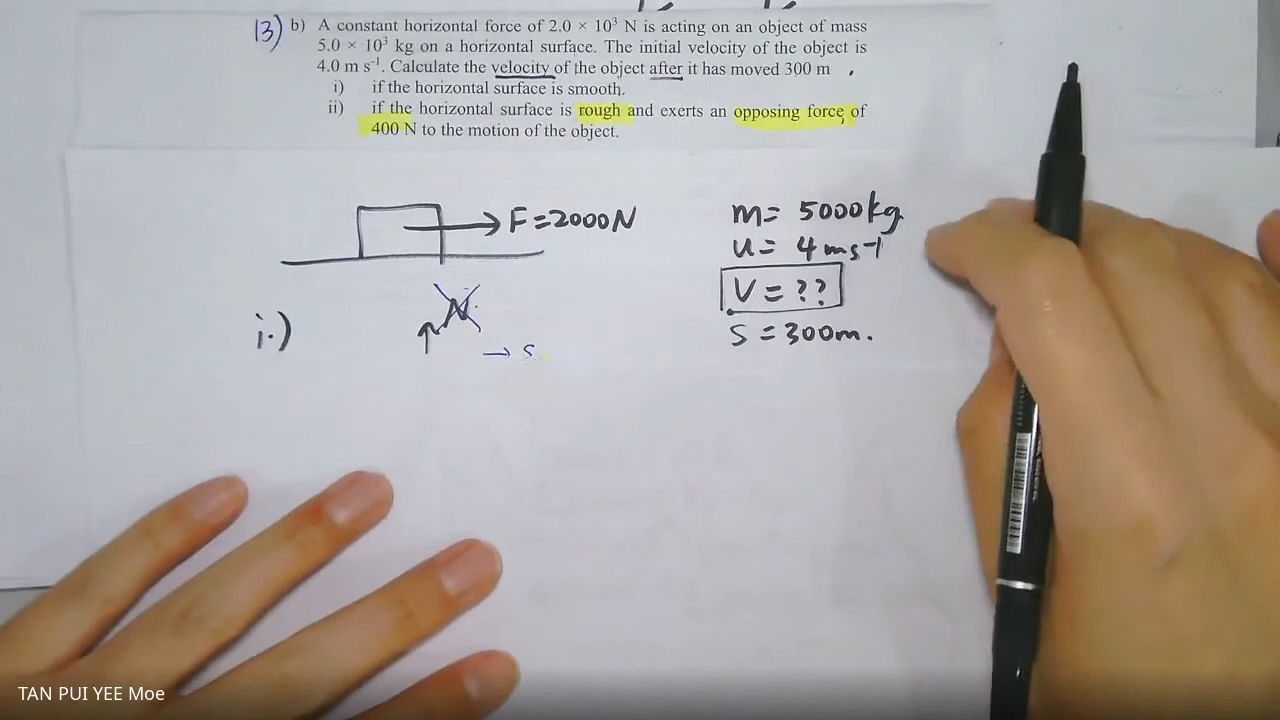 13) b) A constant horizontal force of 2.0 × 10³ N is acting on an object of mass
5.0 × 10³ kg on a horizontal surface. The initial velocity of the object is
4.0 m s⁻¹. Calculate the velocity of the object after it has moved 300 m
i) if the horizontal surface is smooth.
ii) if the horizontal surface is rough and exerts an opposing force of
400 N to the motion of the object.
F=2000N
m= 5000kg
u= 4ms⁻¹
V = ??
S = 300m.
i.)
N
→ s
TAN PUI YEE Moe